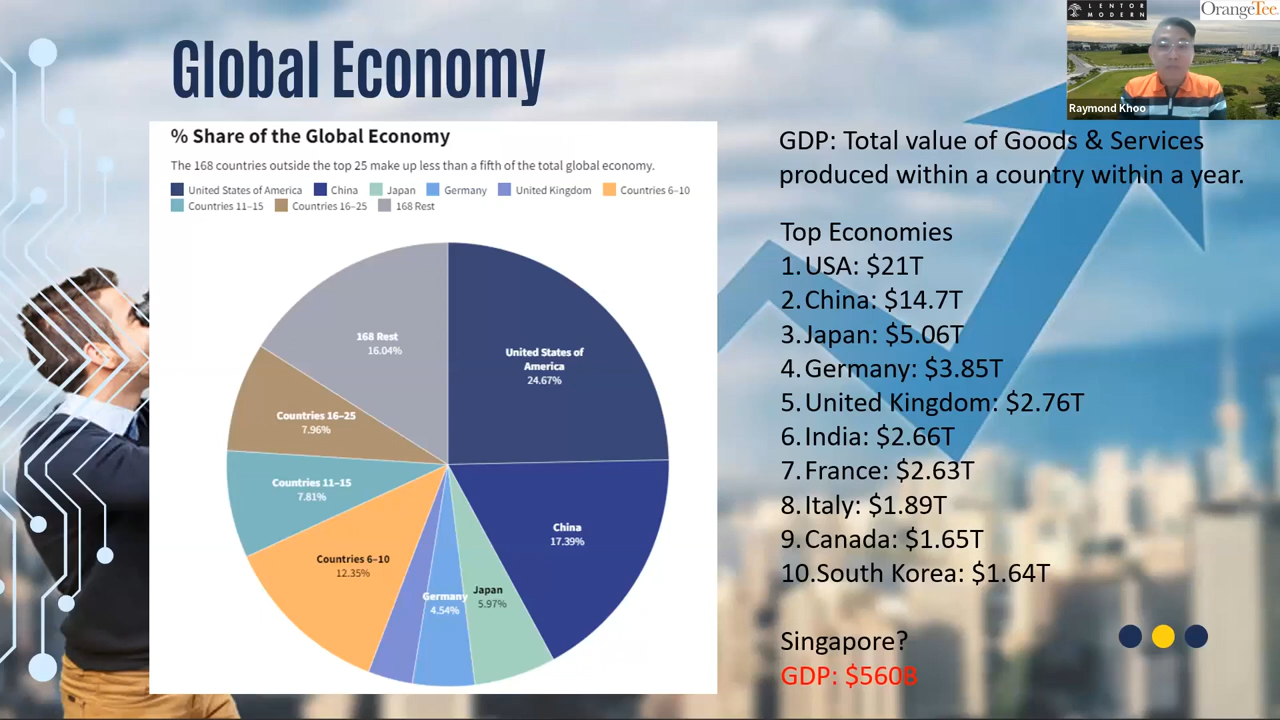 LENTOR
MODERN
OrangeTee
Raymond Khoo
Global Economy
% Share of the Global Economy
The 168 countries outside the top 25 make up less than a fifth of the total global economy.
United States of America China Japan Germany United Kingdom Countries 6–10
Countries 11–15 Countries 16–25 168 Rest
168 Rest
16.04%
United States of
America
24.67%
Countries 16–25
7.96%
Countries 11–15
7.81%
China
17.39%
Countries 6–10
12.35%
Germany
4.54%
Japan
5.97%
GDP: Total value of Goods & Services
produced within a country within a year.
Top Economies
1. USA: $21T
2. China: $14.7T
3. Japan: $5.06T
4. Germany: $3.85T
5. United Kingdom: $2.76T
6. India: $2.66T
7. France: $2.63T
8. Italy: $1.89T
9. Canada: $1.65T
10.South Korea: $1.64T
Singapore?
GDP: $560B